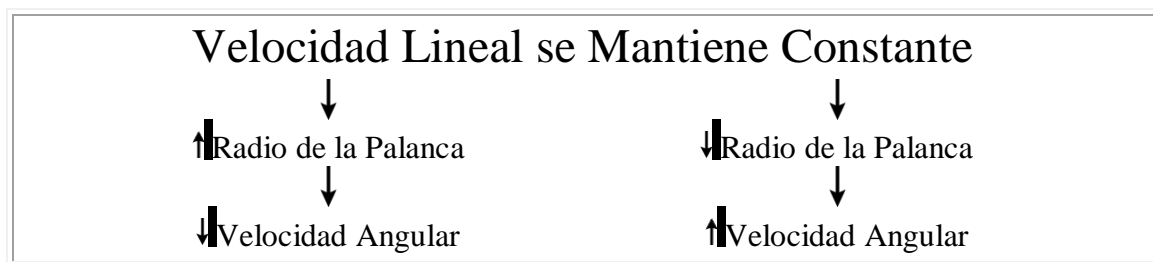 Velocidad Lineal se Mantiene Constante
↑Radio de la Palanca ↓Radio de la Palanca
↓Velocidad Angular ↑Velocidad Angular